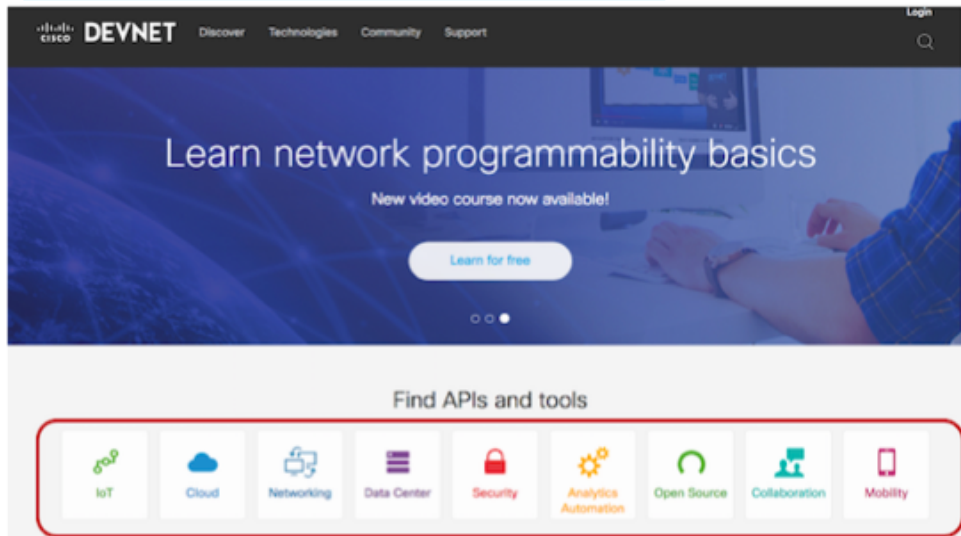 Login
CISCO DEVNET Discover Technologies Community Support
Learn network programmability basics
New video course now available!
Learn for free
Find APIs and tools
IoT Cloud Networking Data Center Security Analytics Automation Open Source Collaboration Mobility